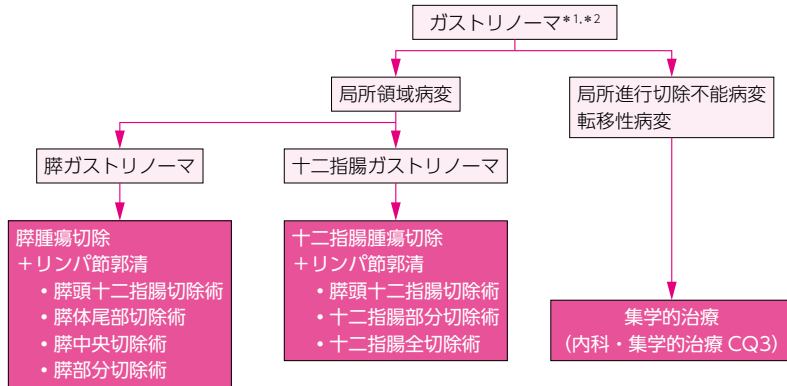 ガストリノーマ*1,*2
局所領域病変
局所進行切除不能病変
転移性病変
膵ガストリノーマ
十二指腸ガストリノーマ
膵腫瘍切除
+リンパ節郭清
・膵頭十二指腸切除術
・膵体尾部切除術
・膵中央切除術
・膵部分切除術
十二指腸腫瘍切除
+リンパ節郭清
・膵頭十二指腸切除術
・十二指腸部分切除術
・十二指腸全切除術
集学的治療
(内科・集学的治療 CQ3)